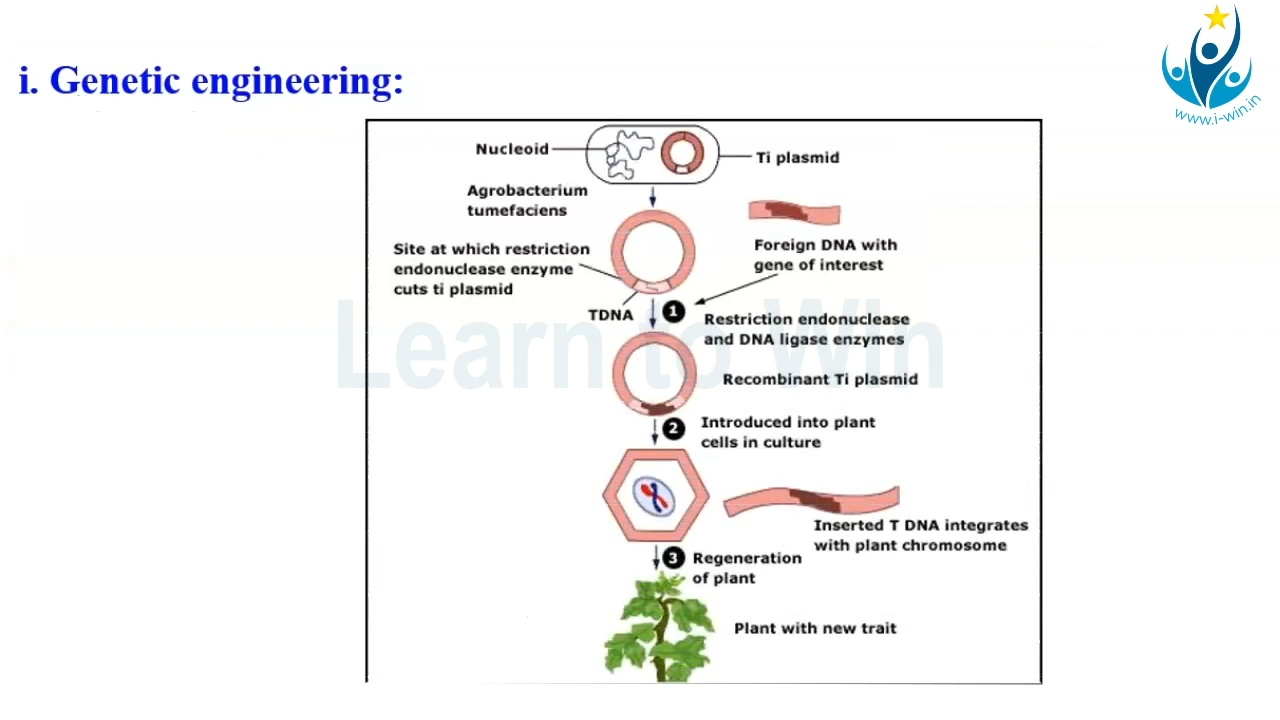 i. Genetic engineering:
www.i-win.in
Nucleoid
Ti plasmid
Agrobacterium
tumefaciens
Foreign DNA with
gene of interest
Site at which restriction
endonuclease enzyme
cuts ti plasmid
TDNA
1
Restriction endonuclease
and DNA ligase enzymes
Learn to Win
Recombinant Ti plasmid
2
Introduced into plant
cells in culture
Inserted T DNA integrates
with plant chromosome
3
Regeneration
of plant
Plant with new trait